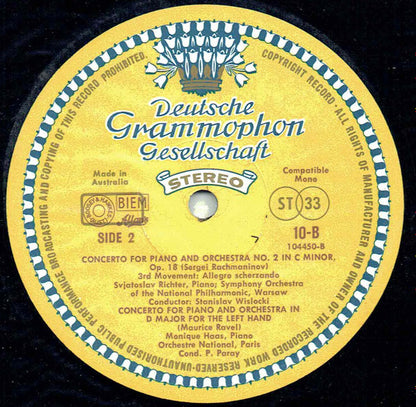 UNAUTHORISED PUBLIC PERFORMANCE BROADCASTING AND COPYING OF THIS RECORD PROHIBITED.
COPYRIGHT RECORD - ALL RIGHTS OF MANUFACTURER AND OWNER OF THE RECORDED WORK RESERVED-
Deutsche
Grammophon
Gesellschaft
STEREO
Made in
Australia
Compatible
Mono
BIEM
ST 33
SIDE 2
10-B
104450-B
CONCERTO FOR PIANO AND ORCHESTRA NO. 2 IN C MINOR,
Op. 18 (Sergei Rachmaninov)
3rd Movement: Allegro scherzando
Svjatoslav Richter, Piano; Symphony Orchestra
of the National Philharmonic, Warsaw
Conductor: Stanislav Wislocki
CONCERTO FOR PIANO AND ORCHESTRA IN
D MAJOR FOR THE LEFT HAND
(Maurice Ravel)
Monique Haas, Piano
Orchestre National, Paris
Cond. P. Paray